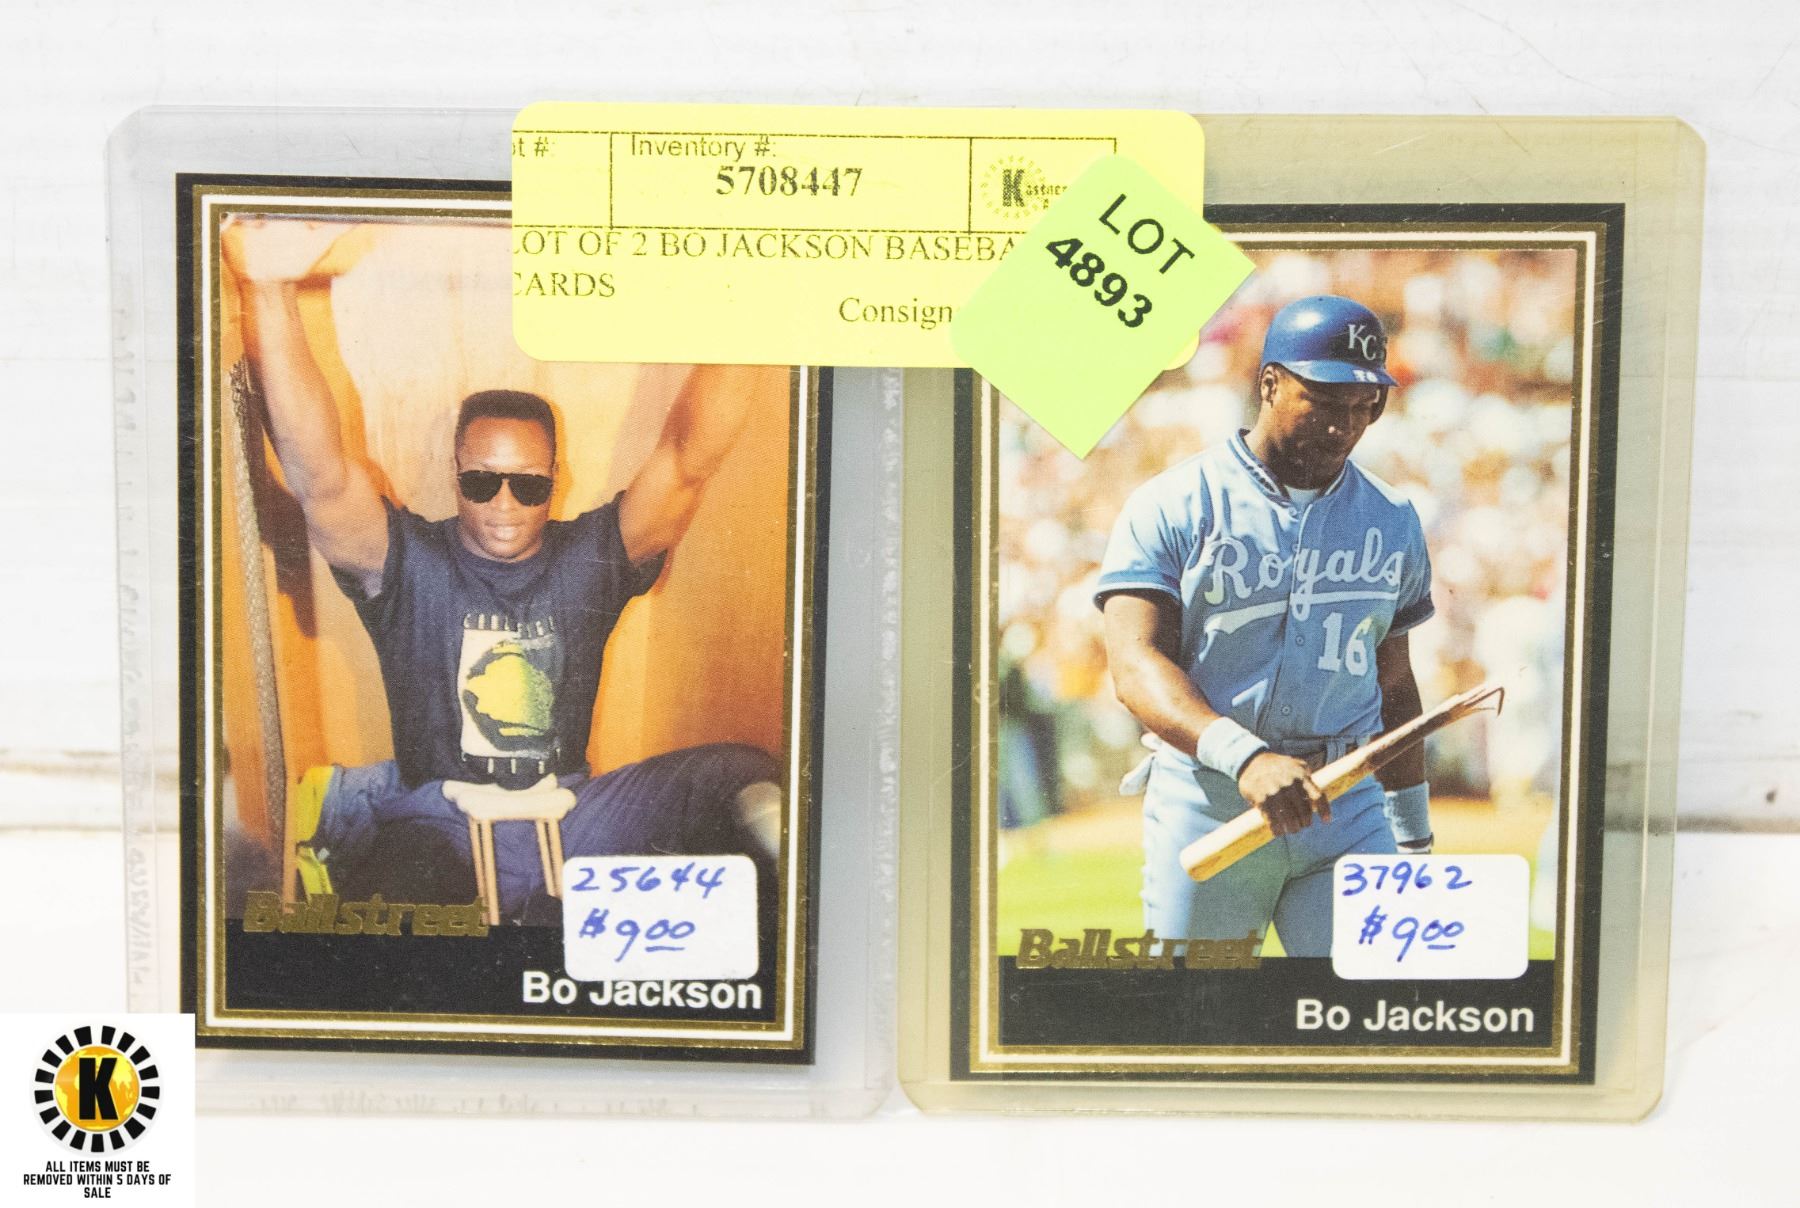 t #:
Inventory #:
5708447
K
LOT OF 2 BO JACKSON BASEBA
CARDS
Consign
LOT
4893
KC
Royals
16
25644
$9.00
Ballstreet
Bo Jackson
37962
$9.00
Ballstreet
Bo Jackson
K
ALL ITEMS MUST BE
REMOVED WITHIN 5 DAYS OF
SALE